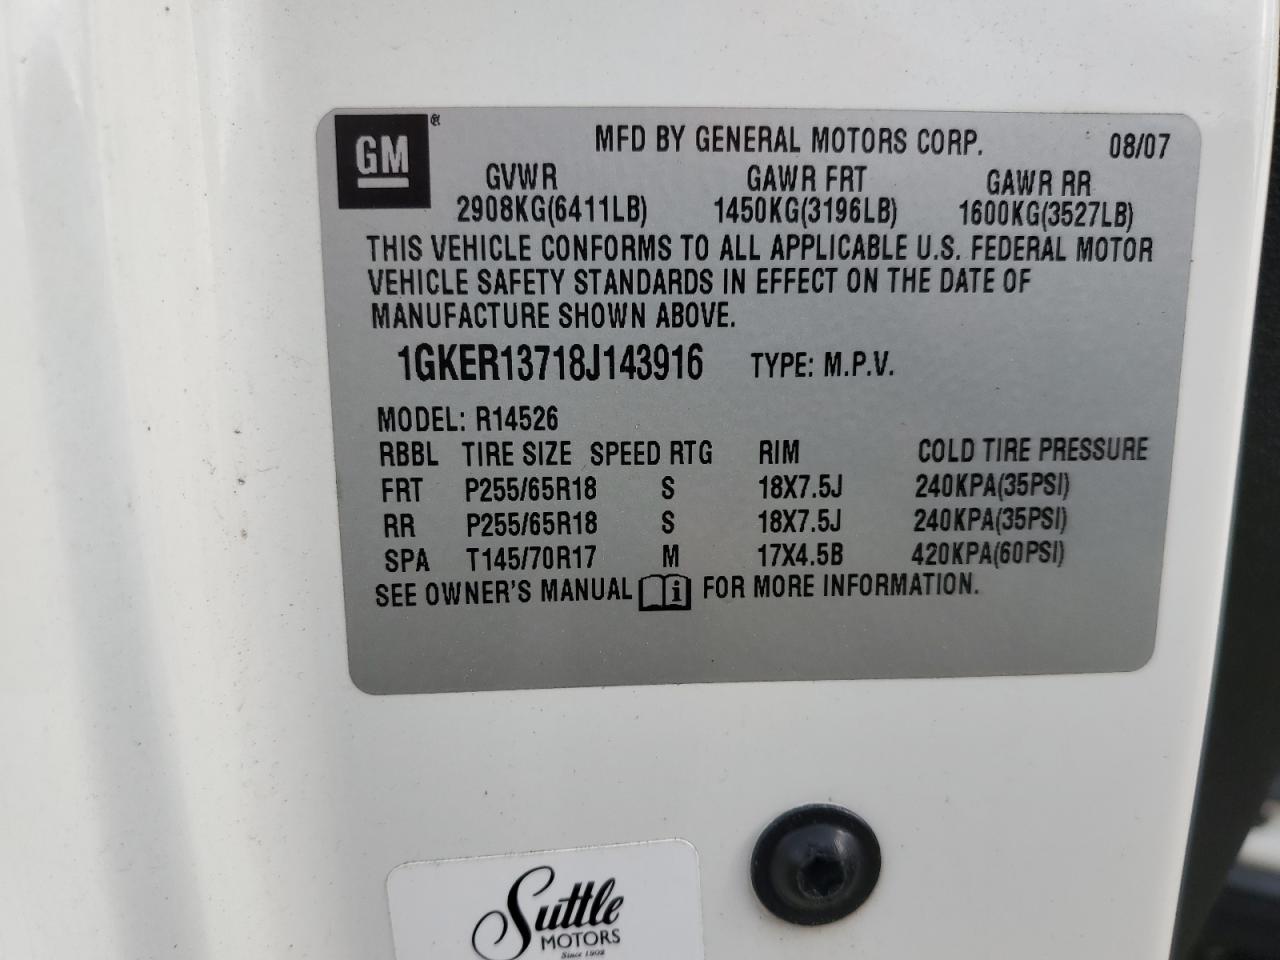 GM®
MFD BY GENERAL MOTORS CORP. 08/07
GVWR GAWR FRT GAWR RR
2908KG(6411LB) 1450KG(3196LB) 1600KG(3527LB)
THIS VEHICLE CONFORMS TO ALL APPLICABLE U.S. FEDERAL MOTOR
VEHICLE SAFETY STANDARDS IN EFFECT ON THE DATE OF
MANUFACTURE SHOWN ABOVE.
1GKER13718J143916 TYPE: M.P.V.
MODEL: R14526
RBBL TIRE SIZE SPEED RTG RIM COLD TIRE PRESSURE
FRT P255/65R18 S 18X7.5J 240KPA(35PSI)
RR P255/65R18 S 18X7.5J 240KPA(35PSI)
SPA T145/70R17 M 17X4.5B 420KPA(60PSI)
SEE OWNER'S MANUAL i FOR MORE INFORMATION.
Suttle
MOTORS
Since